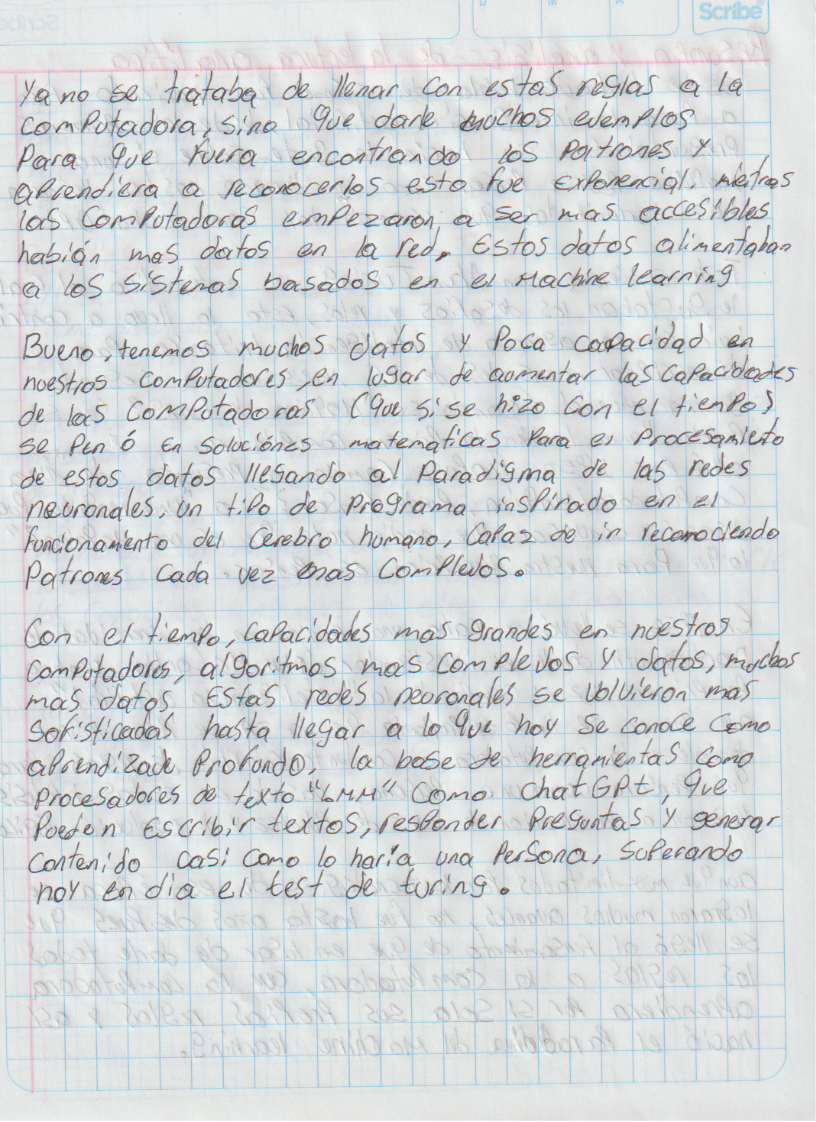 Scribe
Ya no se trataba de llenar con estas reglas a la
computadora, sino que darle muchos ejemplos
Para que fuera encontrando los patrones y
aprendiera a reconocerlos esto fue exponencial, mietras
las computadoras empezaron a ser mas accesibles
habián mas datos en la red, Estos datos alimentaban
a los sistemas basados en el Machine learning
Bueno, tenemos muchos datos y poca capacidad en
nuestros computadores, en lugar de aumentar las capacidades
de las computadoras (que si se hizo con el tiempo)
se pen ó en soluciónes matematicas para el procesamiento
de estos datos llegando al paradigma de las redes
neuronales, un tipo de programa inspirado en el
funcionamiento del cerebro humano, capaz de in reconociendo
Patrones cada vez mas complejos.
Con el tiempo, capacidades mas grandes en nuestros
computadores, algoritmos mas complejos y datos, muchos
mas datos Estas redes neuronales se volvieron mas
sofisticadas hasta llegar a lo que hoy se conoce como
aprendizaje profundo, la base de herramientas como
procesadores de texto "LMM" como chatGPt, que
Pueden escribir textos, responder preguntas y generar
contenido casi como lo haria una persona, superando
hoy en dia el test de turing.